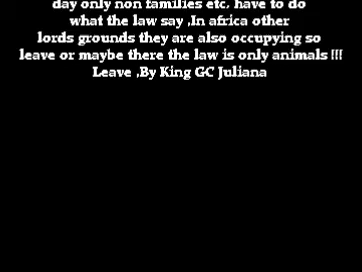 day only non families etc, have to do
what the law say ,In africa other
lords grounds they are also occupying so
leave or maybe there the law is only animals !!!
Leave ,By King GC Juliana